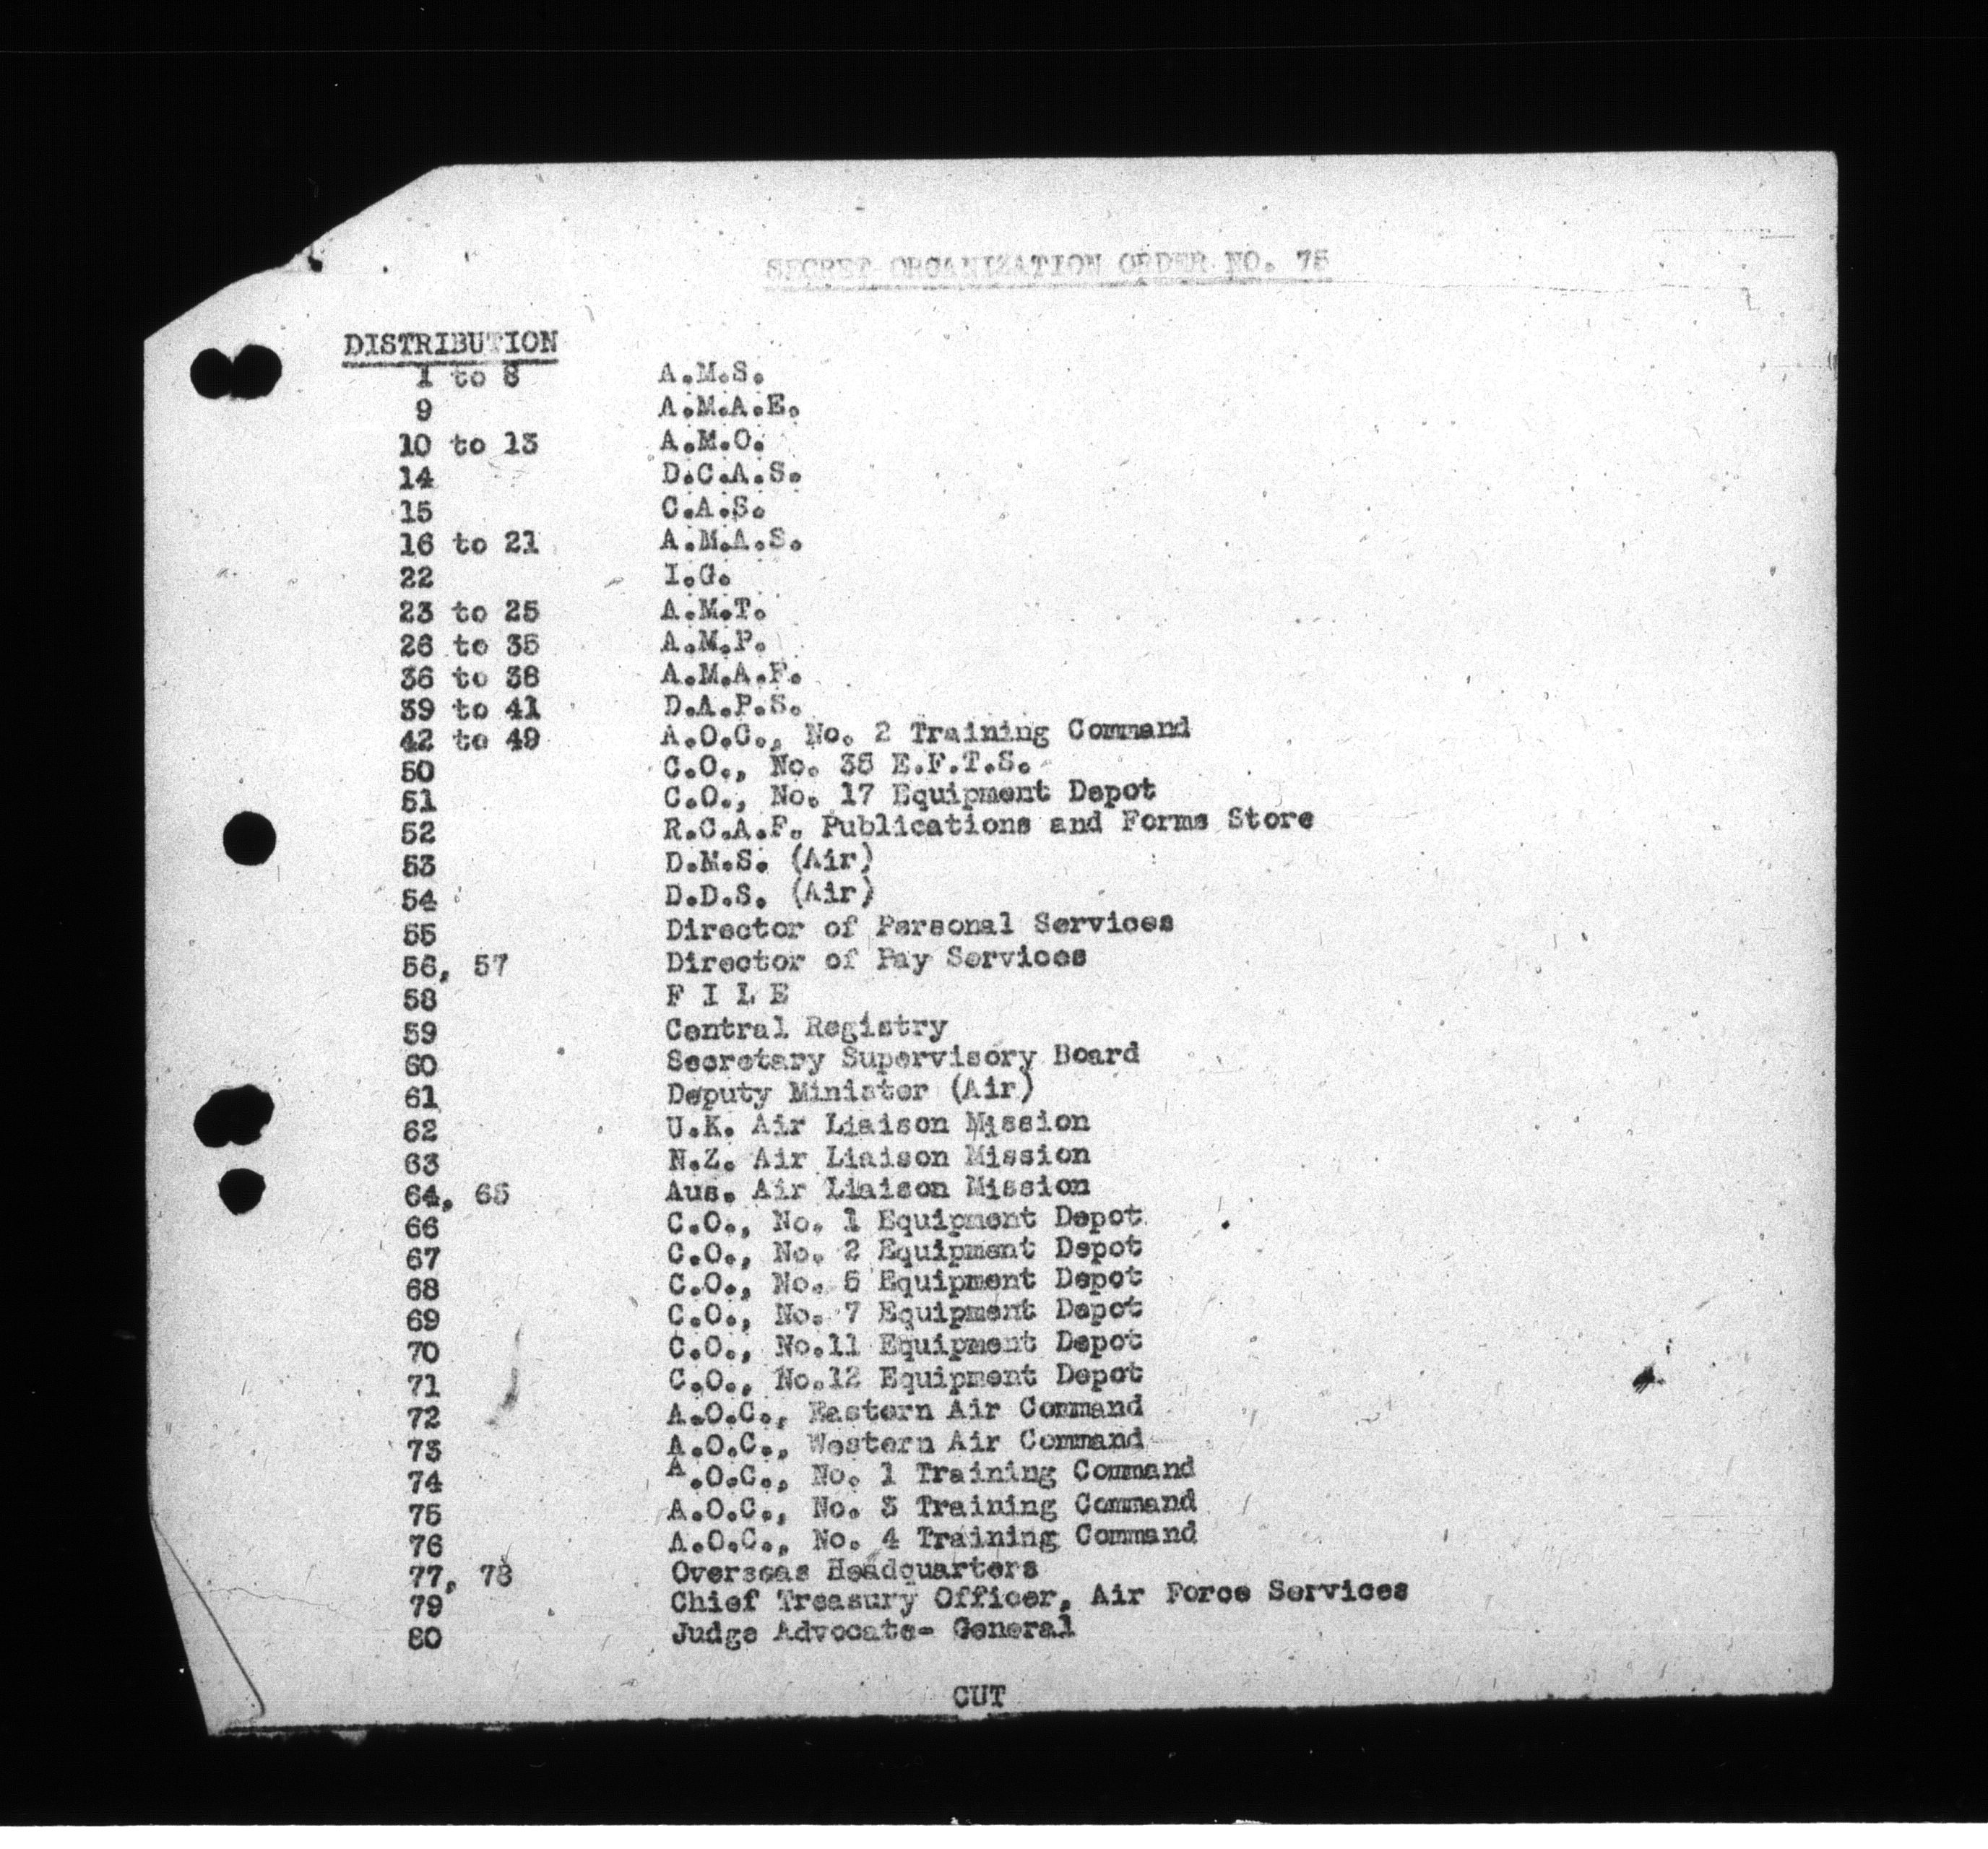 SECRET ORGANIZATION ORDER NO. 75
DISTRIBUTION
1 to 8 A.M.S.
9 A.M.A.E.
10 to 13 A.M.O.
14 D.C.A.S.
15 C.A.S.
16 to 21 A.M.A.S.
22 I.G.
23 to 25 A.M.T.
26 to 35 A.M.P.
36 to 38 A.M.A.F.
39 to 41 D.A.P.S.
42 to 49 A.O.C., No. 2 Training Command
50 C.O., No. 35 E.F.T.S.
51 C.O., No. 17 Equipment Depot
52 R.C.A.F. Publications and Forms Store
53 D.M.S. (Air)
54 D.D.S. (Air)
55 Director of Personal Services
56, 57 Director of Pay Services
58 F I L E
59 Central Registry
60 Secretary Supervisory Board
61 Deputy Minister (Air)
62 U.K. Air Liaison Mission
63 N.Z. Air Liaison Mission
64, 65 Aus. Air Liaison Mission
66 C.O., No. 1 Equipment Depot
67 C.O., No. 2 Equipment Depot
68 C.O., No. 5 Equipment Depot
69 C.O., No. 7 Equipment Depot
70 C.O., No.11 Equipment Depot
71 C.O., No.12 Equipment Depot
72 A.O.C., Eastern Air Command
73 A.O.C., Western Air Command
74 A.O.C., No. 1 Training Command
75 A.O.C., No. 3 Training Command
76 A.O.C., No. 4 Training Command
77, 78 Overseas Headquarters
79 Chief Treasury Officer, Air Force Services
80 Judge Advocate- General
CUT